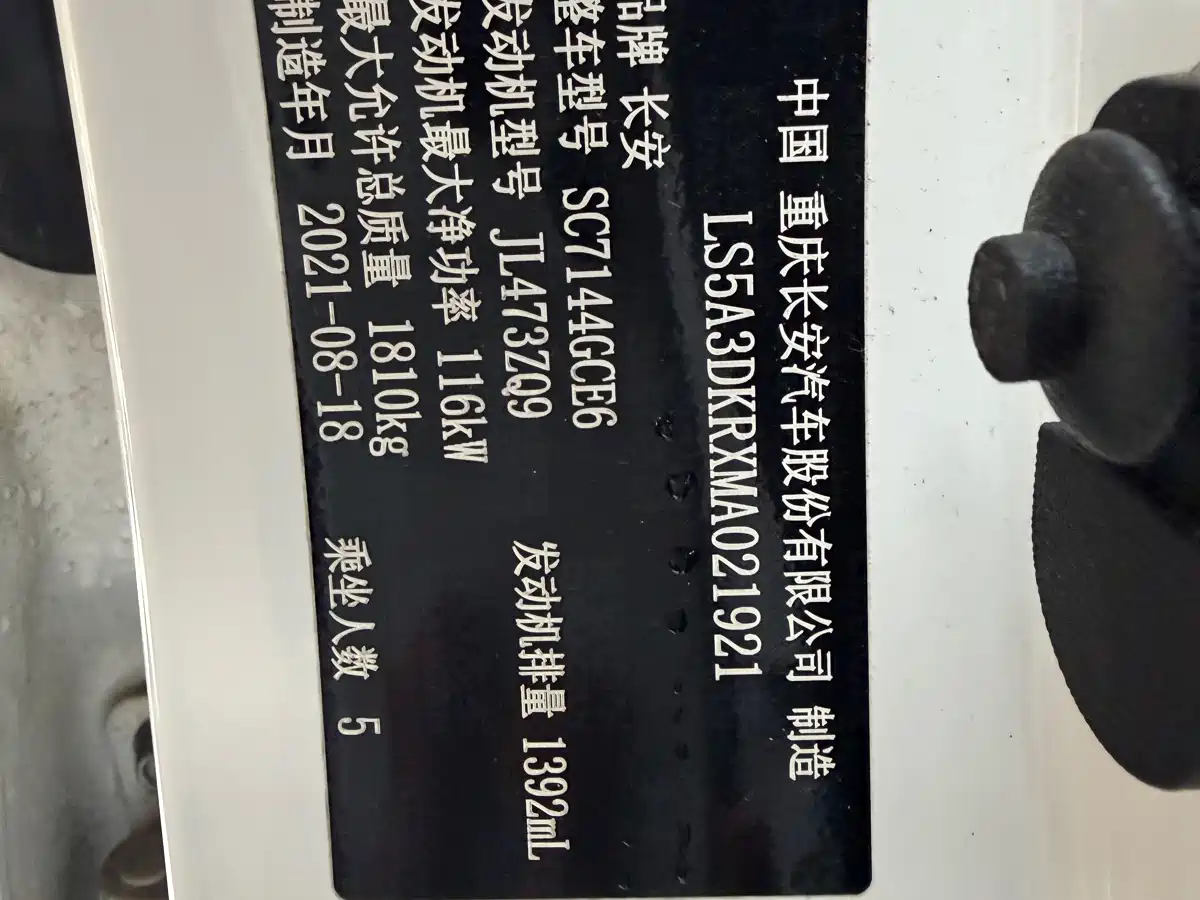 中国 重庆长安汽车股份有限公司 制造
LS5A3DKRXMA021921
品牌 长安
整车型号 SC7144GCE6
发动机型号 JL473ZQ9 发动机排量 1392mL
发动机最大净功率 116kW
最大允许总质量 1810kg
制造年月 2021-08-18 乘坐人数 5